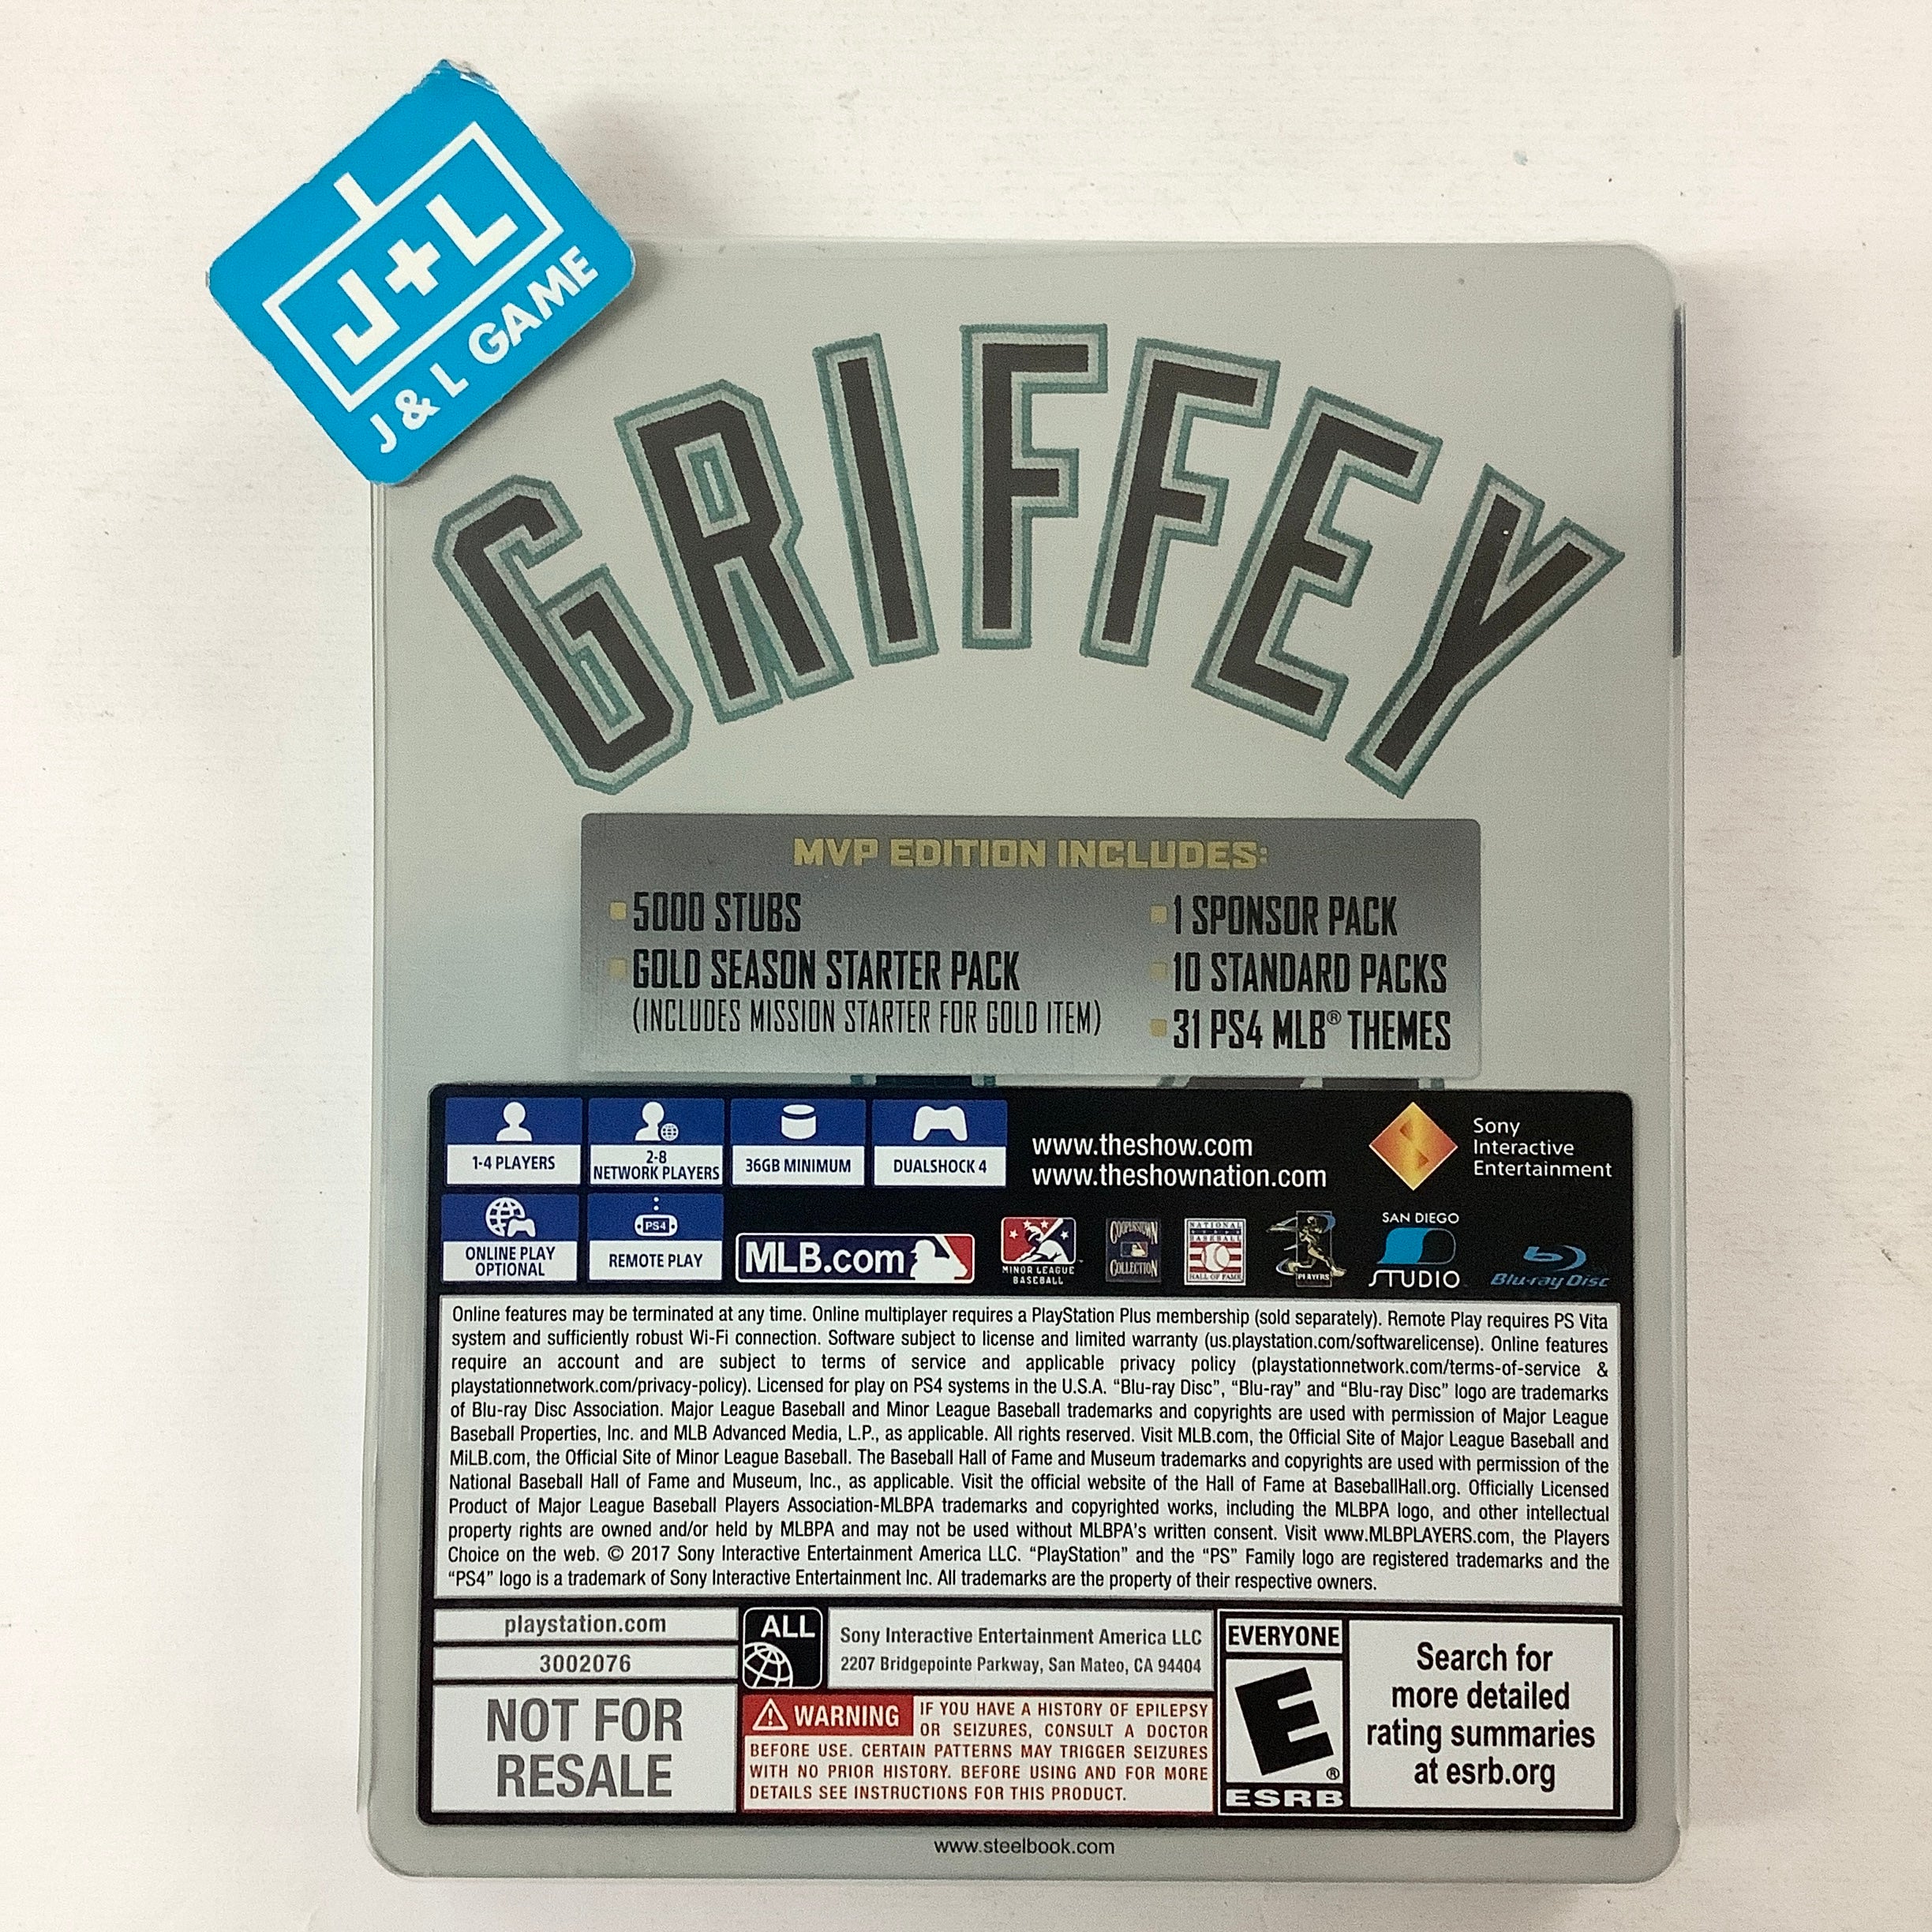 J+L
J & L GAME
GRIFFEY
MVP EDITION INCLUDES:
5000 STUBS
GOLD SEASON STARTER PACK
(INCLUDES MISSION STARTER FOR GOLD ITEM)
1 SPONSOR PACK
10 STANDARD PACKS
31 PS4 MLB® THEMES
1-4 PLAYERS
2-8
NETWORK PLAYERS
36GB MINIMUM
DUALSHOCK 4
www.theshow.com
www.theshownation.com
Sony
Interactive
Entertainment
ONLINE PLAY
OPTIONAL
PS4
REMOTE PLAY
MLB.com
MINOR LEAGUE
BASEBALL
COOPERSTOWN
COLLECTION
NATIONAL
BASEBALL
HALL OF FAME
PLAYERS
SAN DIEGO
STUDIO
Blu-ray Disc
Online features may be terminated at any time. Online multiplayer requires a PlayStation Plus membership (sold separately). Remote Play requires PS Vita
system and sufficiently robust Wi-Fi connection. Software subject to license and limited warranty (us.playstation.com/softwarelicense). Online features
require an account and are subject to terms of service and applicable privacy policy (playstationnetwork.com/terms-of-service &
playstationnetwork.com/privacy-policy). Licensed for play on PS4 systems in the U.S.A. “Blu-ray Disc”, “Blu-ray” and “Blu-ray Disc” logo are trademarks
of Blu-ray Disc Association. Major League Baseball and Minor League Baseball trademarks and copyrights are used with permission of Major League
Baseball Properties, Inc. and MLB Advanced Media, L.P., as applicable. All rights reserved. Visit MLB.com, the Official Site of Major League Baseball and
MiLB.com, the Official Site of Minor League Baseball. The Baseball Hall of Fame and Museum trademarks and copyrights are used with permission of the
National Baseball Hall of Fame and Museum, Inc., as applicable. Visit the official website of the Hall of Fame at BaseballHall.org. Officially Licensed
Product of Major League Baseball Players Association-MLBPA trademarks and copyrighted works, including the MLBPA logo, and other intellectual
property rights are owned and/or held by MLBPA and may not be used without MLBPA's written consent. Visit www.MLBPLAYERS.com, the Players
Choice on the web. © 2017 Sony Interactive Entertainment America LLC. “PlayStation” and the “PS” Family logo are registered trademarks and the
“PS4” logo is a trademark of Sony Interactive Entertainment Inc. All trademarks are the property of their respective owners.
playstation.com
3002076
NOT FOR
RESALE
ALL
Sony Interactive Entertainment America LLC
2207 Bridgepointe Parkway, San Mateo, CA 94404
WARNING
IF YOU HAVE A HISTORY OF EPILEPSY
OR SEIZURES, CONSULT A DOCTOR
BEFORE USE. CERTAIN PATTERNS MAY TRIGGER SEIZURES
WITH NO PRIOR HISTORY. BEFORE USING AND FOR MORE
DETAILS SEE INSTRUCTIONS FOR THIS PRODUCT.
EVERYONE
E
®
ESRB
Search for
more detailed
rating summaries
at esrb.org
www.steelbook.com